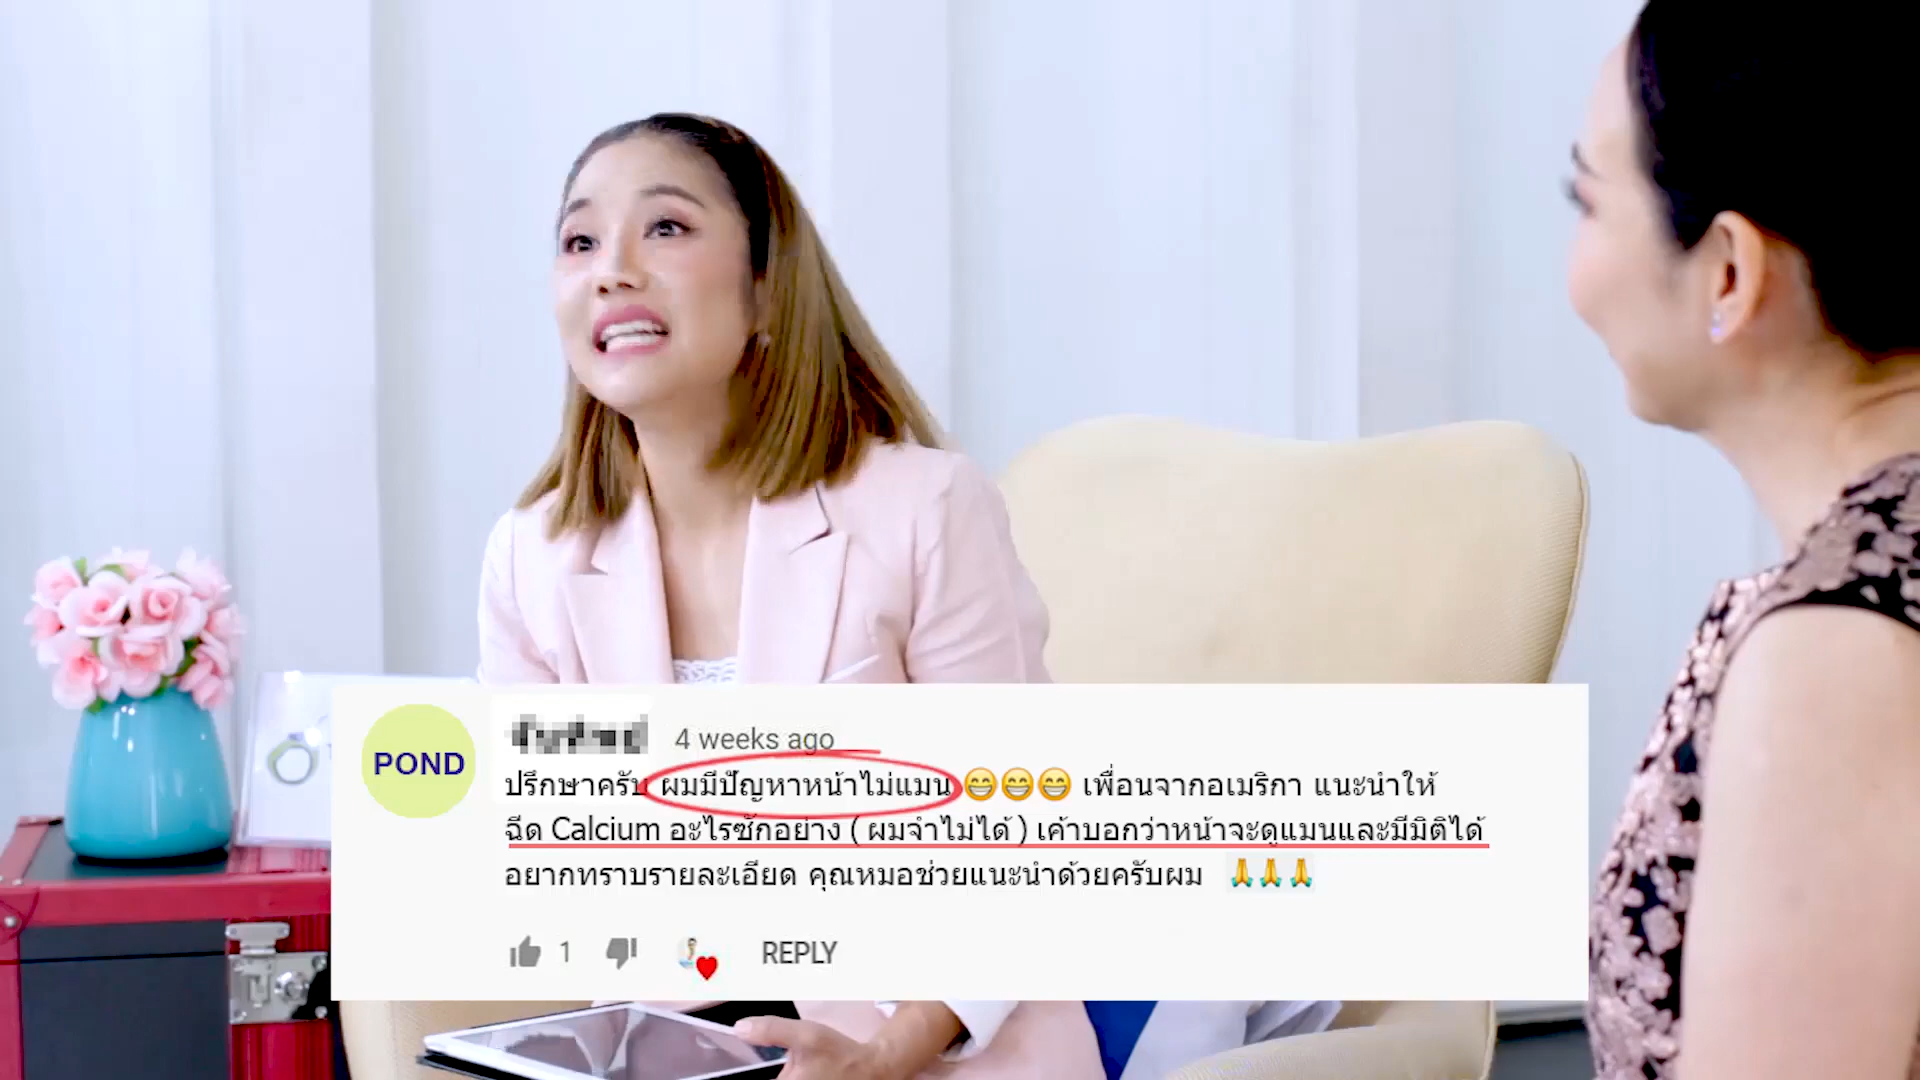 POND
4 weeks ago
ปรึกษาครับ ผมมีปัญหาหน้าไม่แมน😁😁😁 เพื่อนจากอเมริกา แนะนำให้
ฉีด Calcium อะไรซักอย่าง ( ผมจำไม่ได้ ) เค้าบอกว่าหน้าจะดูแมนและมีมิติได้
อยากทราบรายละเอียด คุณหมอช่วยแนะนำด้วยครับผม 🙏🙏🙏
1 REPLY